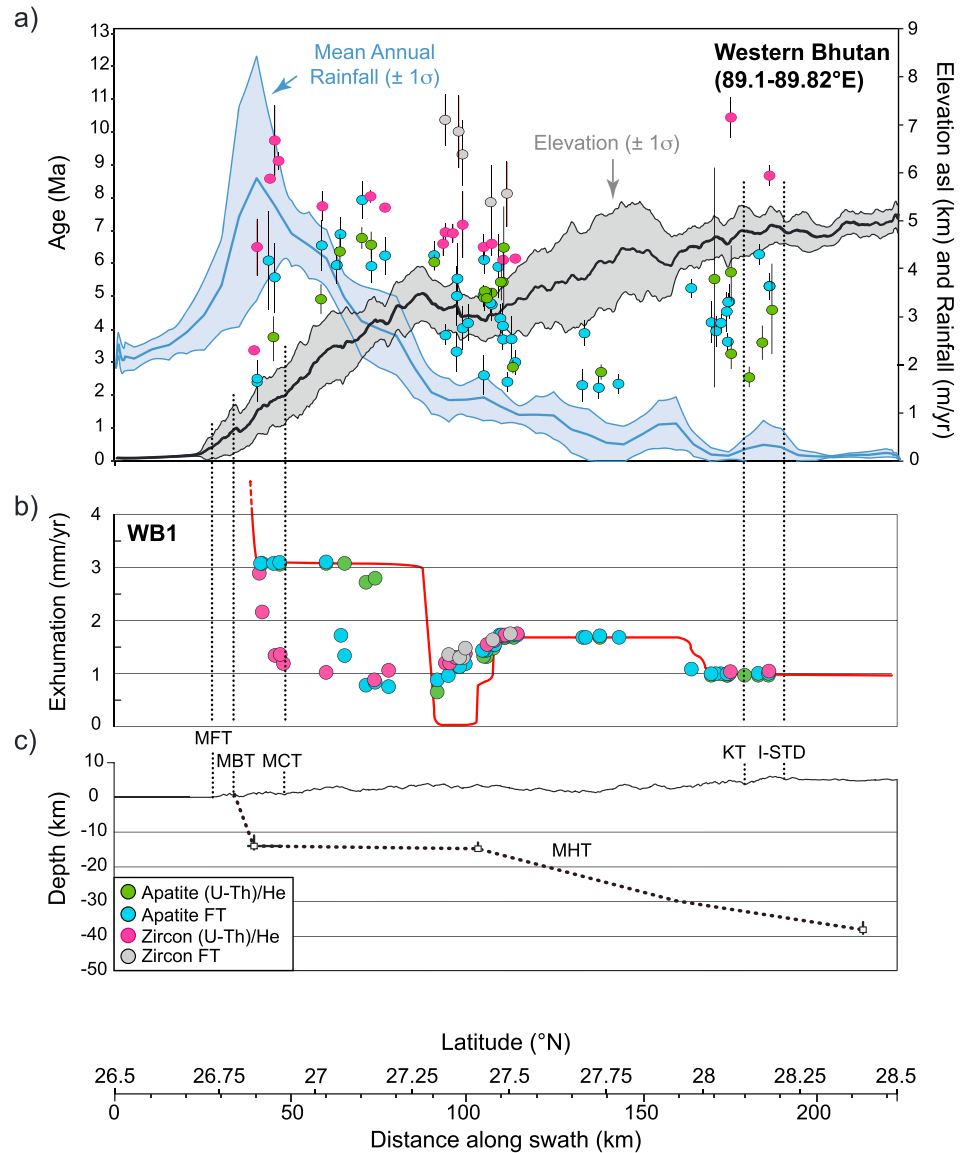 a)
13
12
11
10
9
8
7
6
5
4
3
2
1
0
Age (Ma)
Mean Annual
Rainfall (± 1σ)
Elevation (± 1σ)
Western Bhutan
(89.1-89.82°E)
9
8
7
6
5
4
3
2
1
0
Elevation asl
(km) and Rainfall
(m/yr)
b)
WB1
4
3
2
1
0
Exhumation (mm/yr)
MFT
MBT
MCT
KT
I-STD
c)
10
0
-10
-20
-30
-40
-50
Depth (km)
MHT
Apatite (U-Th)/He
Apatite FT
Zircon (U-Th)/He
Zircon FT
Latitude (°N)
26.5 26.75 27 27.25 27.5 27.75 28 28.25 28.5
0 50 100 150 200
Distance along swath (km)